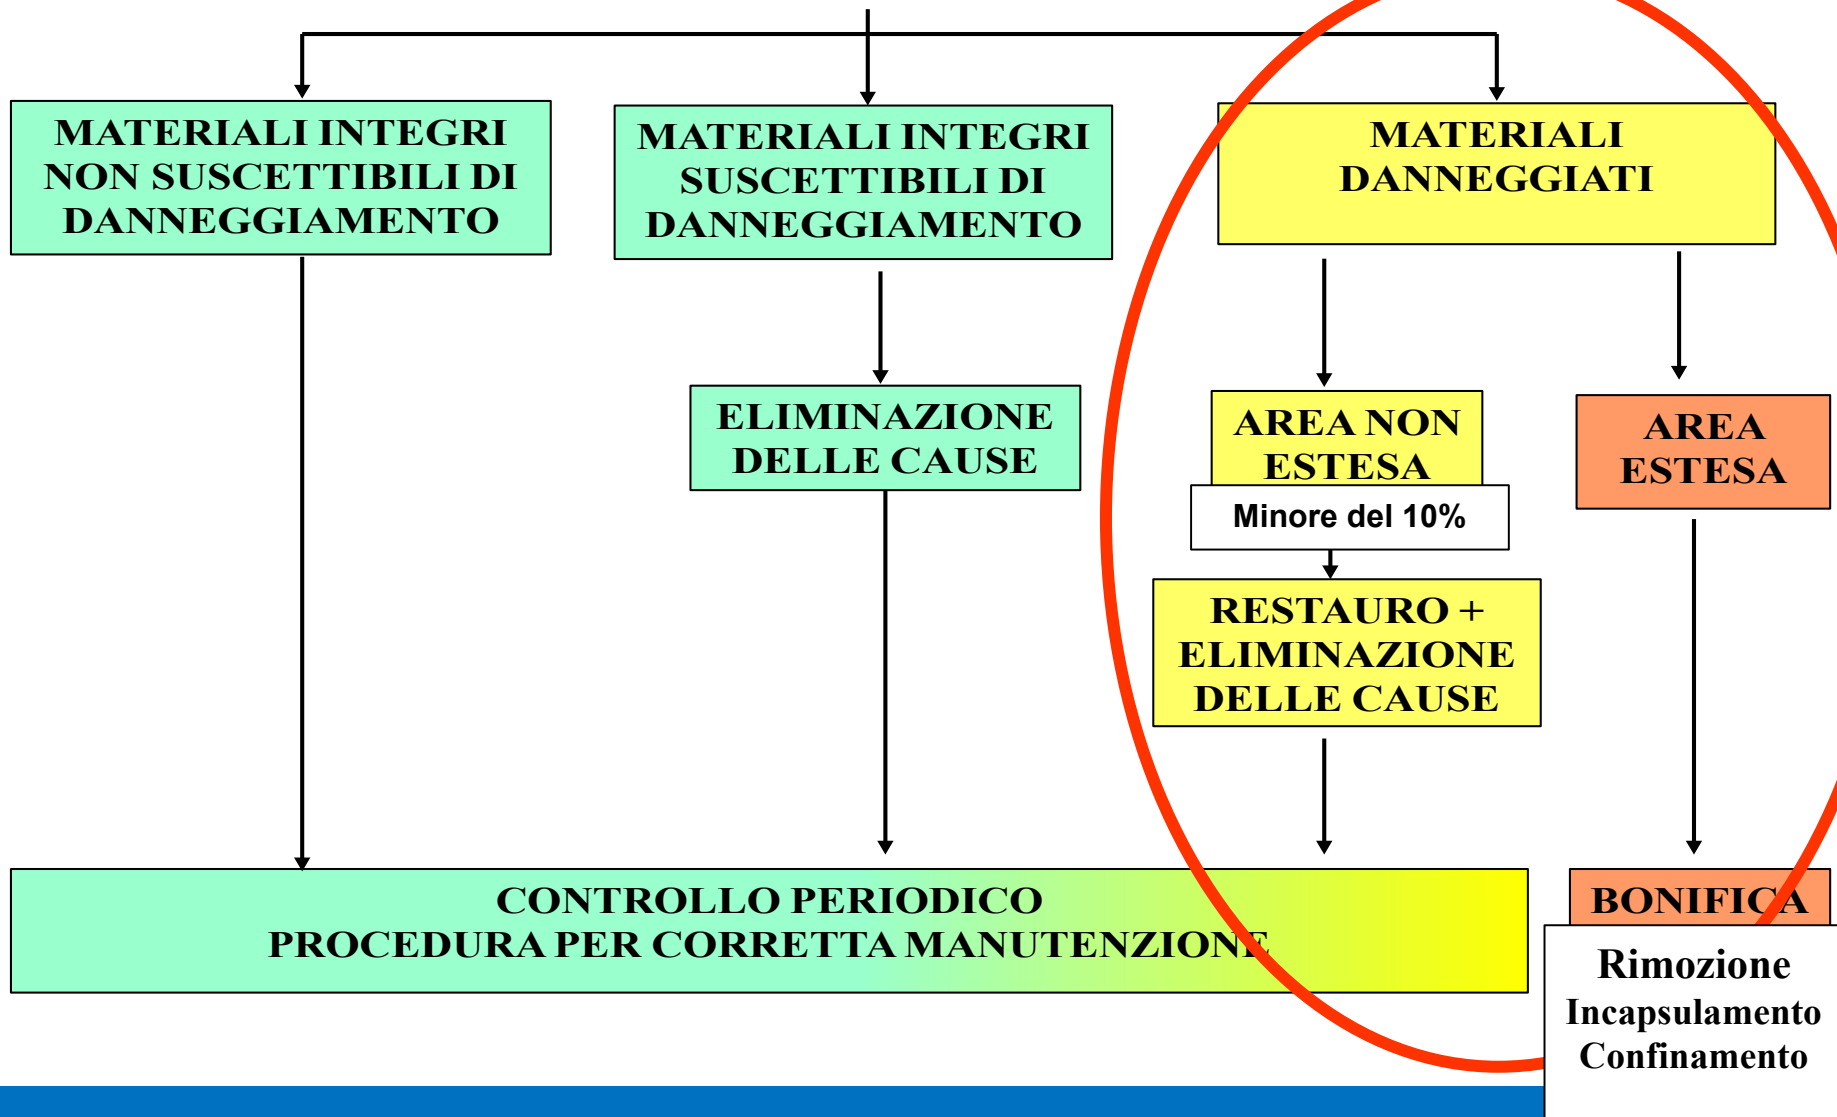 MATERIALI INTEGRI
NON SUSCETTIBILI DI
DANNEGGIAMENTO
MATERIALI INTEGRI
SUSCETTIBILI DI
DANNEGGIAMENTO
MATERIALI
DANNEGGIATI
ELIMINAZIONE
DELLE CAUSE
AREA NON
ESTESA
Minore del 10%
AREA
ESTESA
RESTAURO +
ELIMINAZIONE
DELLE CAUSE
CONTROLLO PERIODICO
PROCEDURA PER CORRETTA MANUTENZIONE
BONIFICA
Rimozione
Incapsulamento
Confinamento